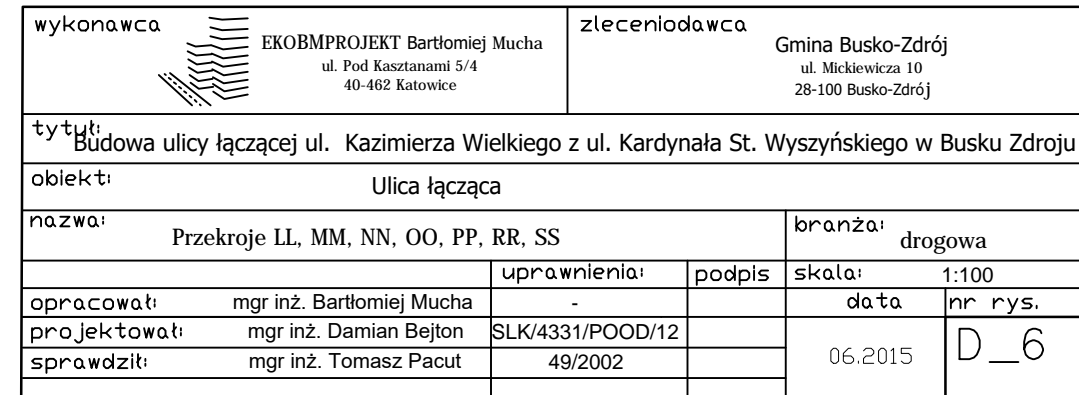 wykonawca
EKOBMPROJEKT Bartłomiej Mucha
ul. Pod Kasztanami 5/4
40-462 Katowice
zleceniodawca
Gmina Busko-Zdrój
ul. Mickiewicza 10
28-100 Busko-Zdrój
tytuł:
Budowa ulicy łączącej ul. Kazimierza Wielkiego z ul. Kardynała St. Wyszyńskiego w Busku Zdroju
obiekt: Ulica łącząca
nazwa:
Przekroje LL, MM, NN, OO, PP, RR, SS
branża:
drogowa
uprawnienia: podpis skala: 1:100
opracował: mgr inż. Bartłomiej Mucha - data nr rys.
projektował: mgr inż. Damian Bejton SLK/4331/POOD/12
sprawdził: mgr inż. Tomasz Pacut 49/2002
06.2015 D__6